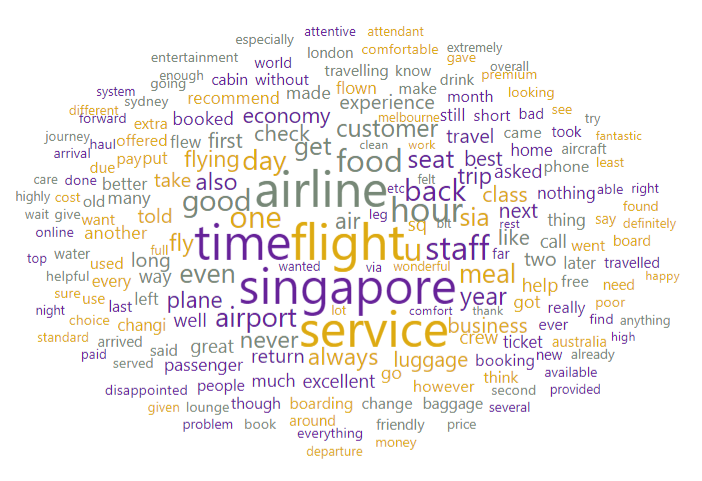 attentive attendant
especially
london comfortable extremely
entertainment world gave overall
enough going cabin without travelling know drink premium
system recommend made flown make month looking
different sydney booked economy experience melbourne still short bad see try
forward extra check customer
journey haul offered flew first get clean work travel came took fantastic
arrival due payput flying day food seat best home aircraft
care done better take also felt trip asked phone least
highly cost old many good airline etc back class nothing able right
wait give want told one air leg hour sia next thing say found
online another sq bit like rest call definitely
top water full fly time flight u staff far two went board
helpful used long way even wanted via wonderful meal later travelled
sure use every singapore help free need happy
night last left plane lot comfort thank year got really poor
choice changi well airport service business ever find anything
standard arrived never crew ticket australia high
paid said great return always luggage booking new already
served passenger go think second available
disappointed people much excellent however provided
given lounge though boarding change baggage several
problem book around friendly price
everything money
departure